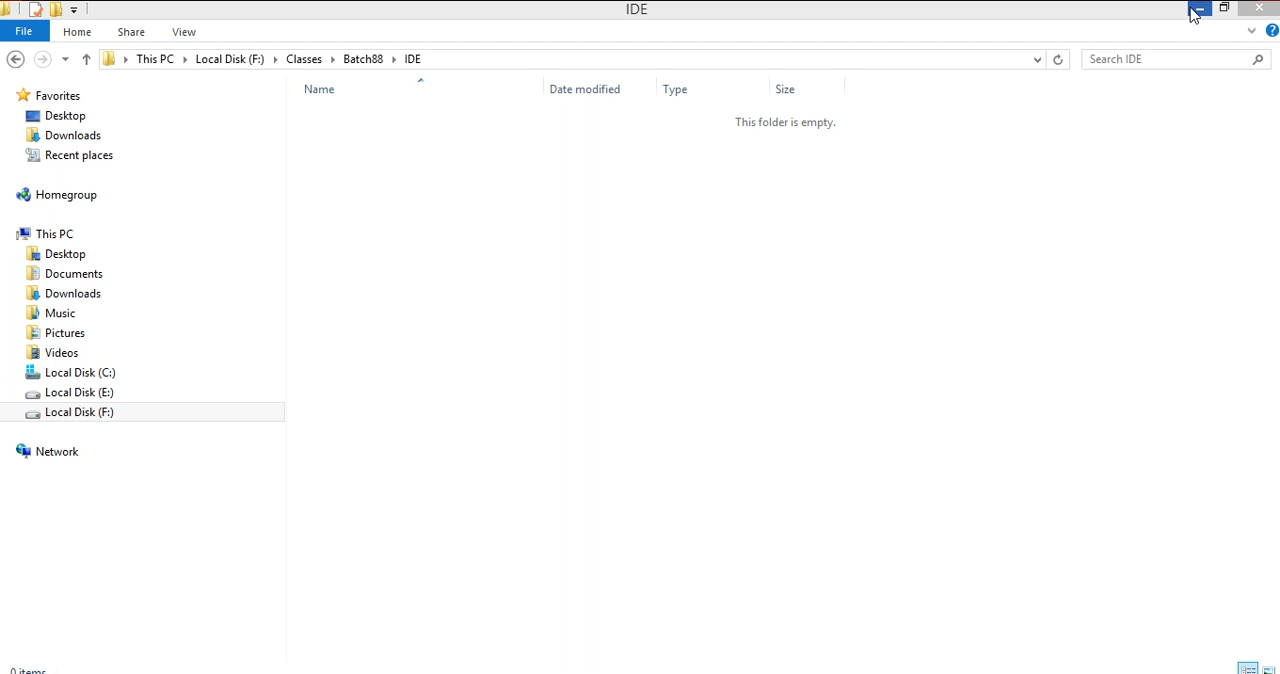 IDE
File Home Share View
This PC Local Disk (F:) Classes Batch88 IDE
Search IDE
Name Date modified Type Size
This folder is empty.
Favorites
Desktop
Downloads
Recent places
Homegroup
This PC
Desktop
Documents
Downloads
Music
Pictures
Videos
Local Disk (C:)
Local Disk (E:)
Local Disk (F:)
Network
0 items